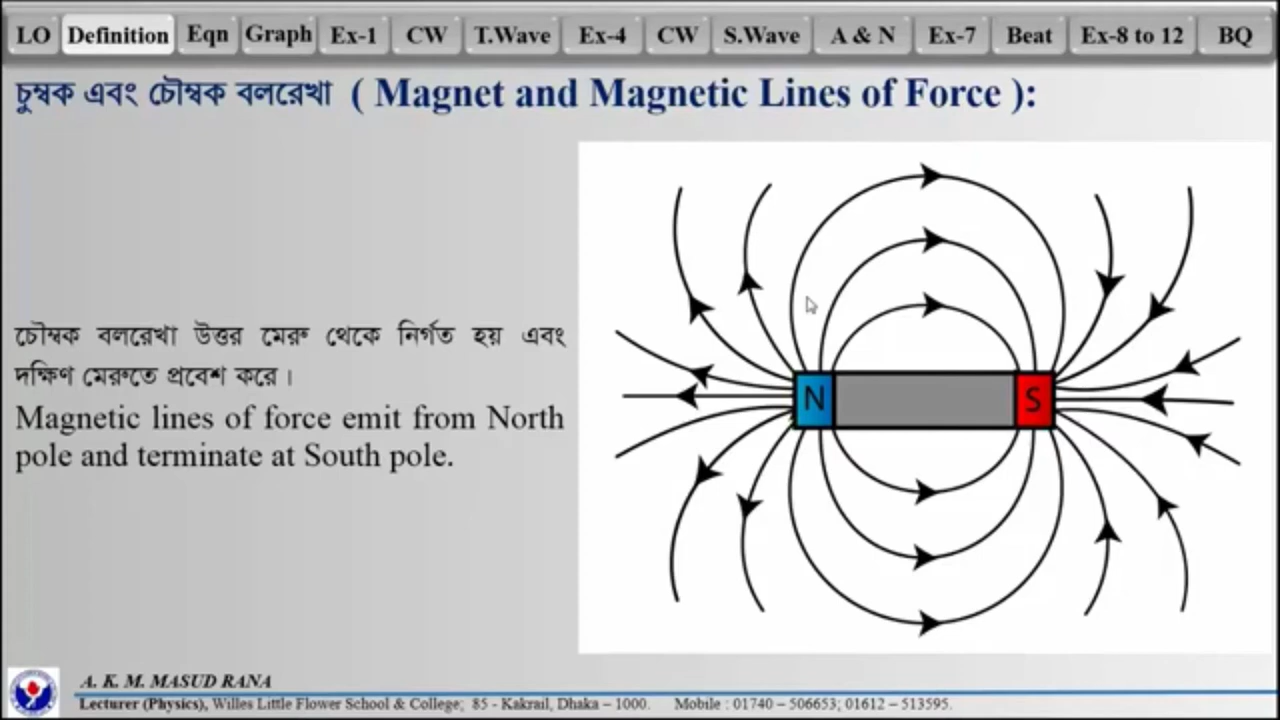 LO Definition Eqn Graph Ex-1 CW T.Wave Ex-4 CW S.Wave A & N Ex-7 Beat Ex-8 to 12 BQ
চুম্বক এবং চৌম্বক বলরেখা ( Magnet and Magnetic Lines of Force ):
চৌম্বক বলরেখা উত্তর মেরু থেকে নির্গত হয় এবং
দক্ষিণ মেরুতে প্রবেশ করে।
Magnetic lines of force emit from North
pole and terminate at South pole.
N S
A. K. M. MASUD RANA
Lecturer (Physics), Willes Little Flower School & College; 85 - Kakrail, Dhaka – 1000. Mobile : 01740 – 506653; 01612 – 513595.